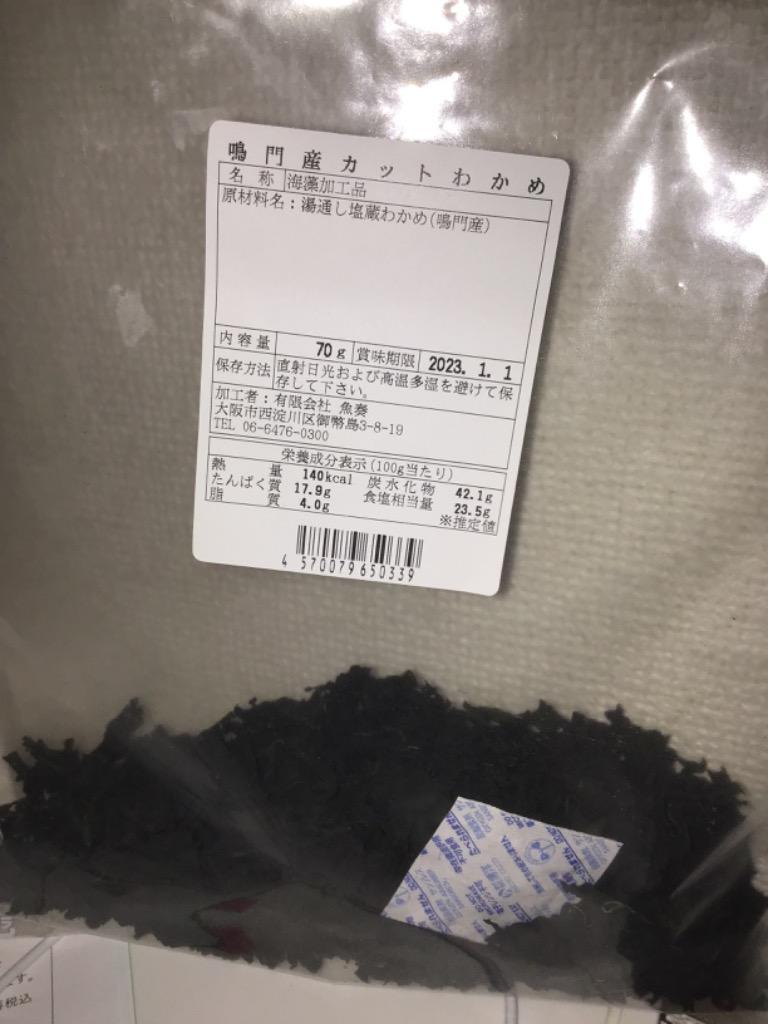 鳴門産カットわかめ
名称 海藻加工品
原材料名：湯通し塩蔵わかめ(鳴門産)
内容量 70g 賞味期限 2023. 1. 1
保存方法 直射日光および高温多湿を避けて保
存して下さい。
加工者：有限会社 魚奏
大阪市西淀川区御幣島3-8-19
TEL 06-6476-0300
栄養成分表示(100g当たり)
熱量 140kcal 炭水化物 42.1g
たんぱく質 17.9g 食塩相当量 23.5g
脂質 4.0g ※推定値
4 570079 650339
す。
税込